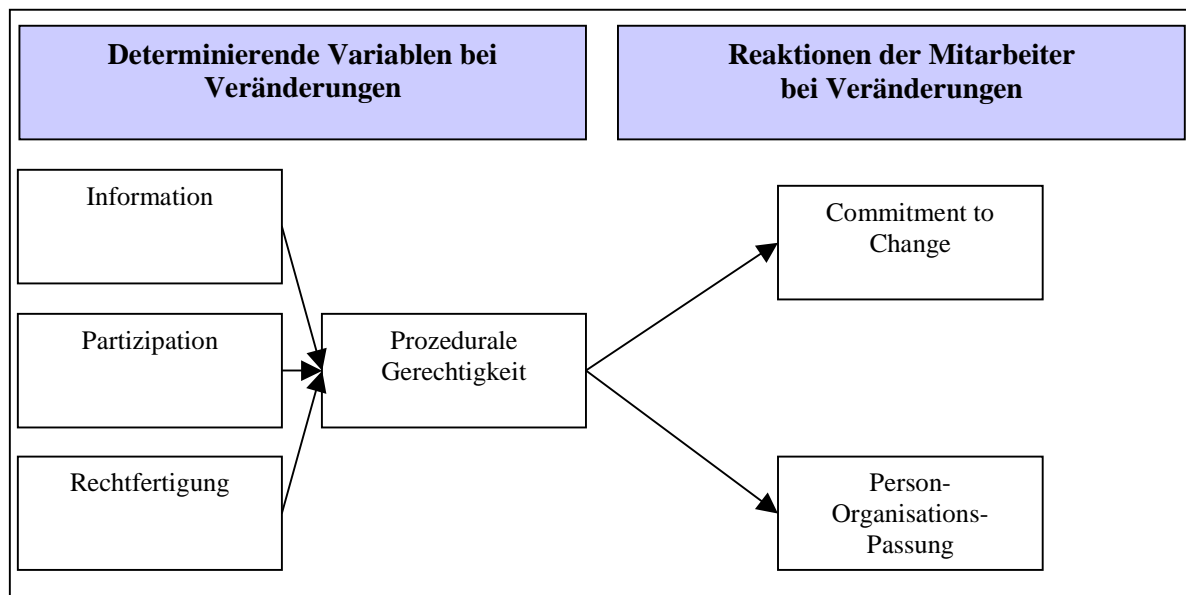 Determinierende Variablen bei
Veränderungen
Reaktionen der Mitarbeiter
bei Veränderungen
Information
Partizipation
Rechtfertigung
Prozedurale
Gerechtigkeit
Commitment to
Change
Person-
Organisations-
Passung